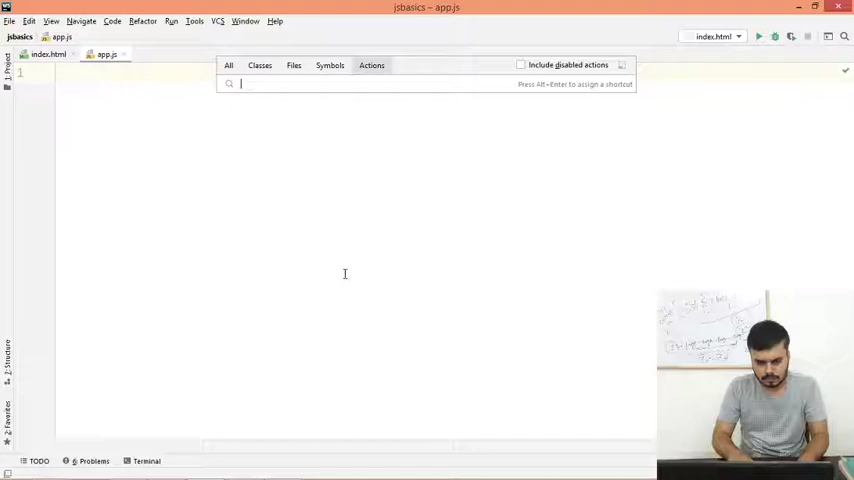 WS
jsbasics – app.js
File Edit View Navigate Code Refactor Run Tools VCS Window Help
jsbasics app.js
index.html
index.html
app.js
All Classes Files Symbols Actions
Include disabled actions
Press Alt+Enter to assign a shortcut
1
1: Project
Z: Structure
2: Favorites
TODO
6: Problems
Terminal